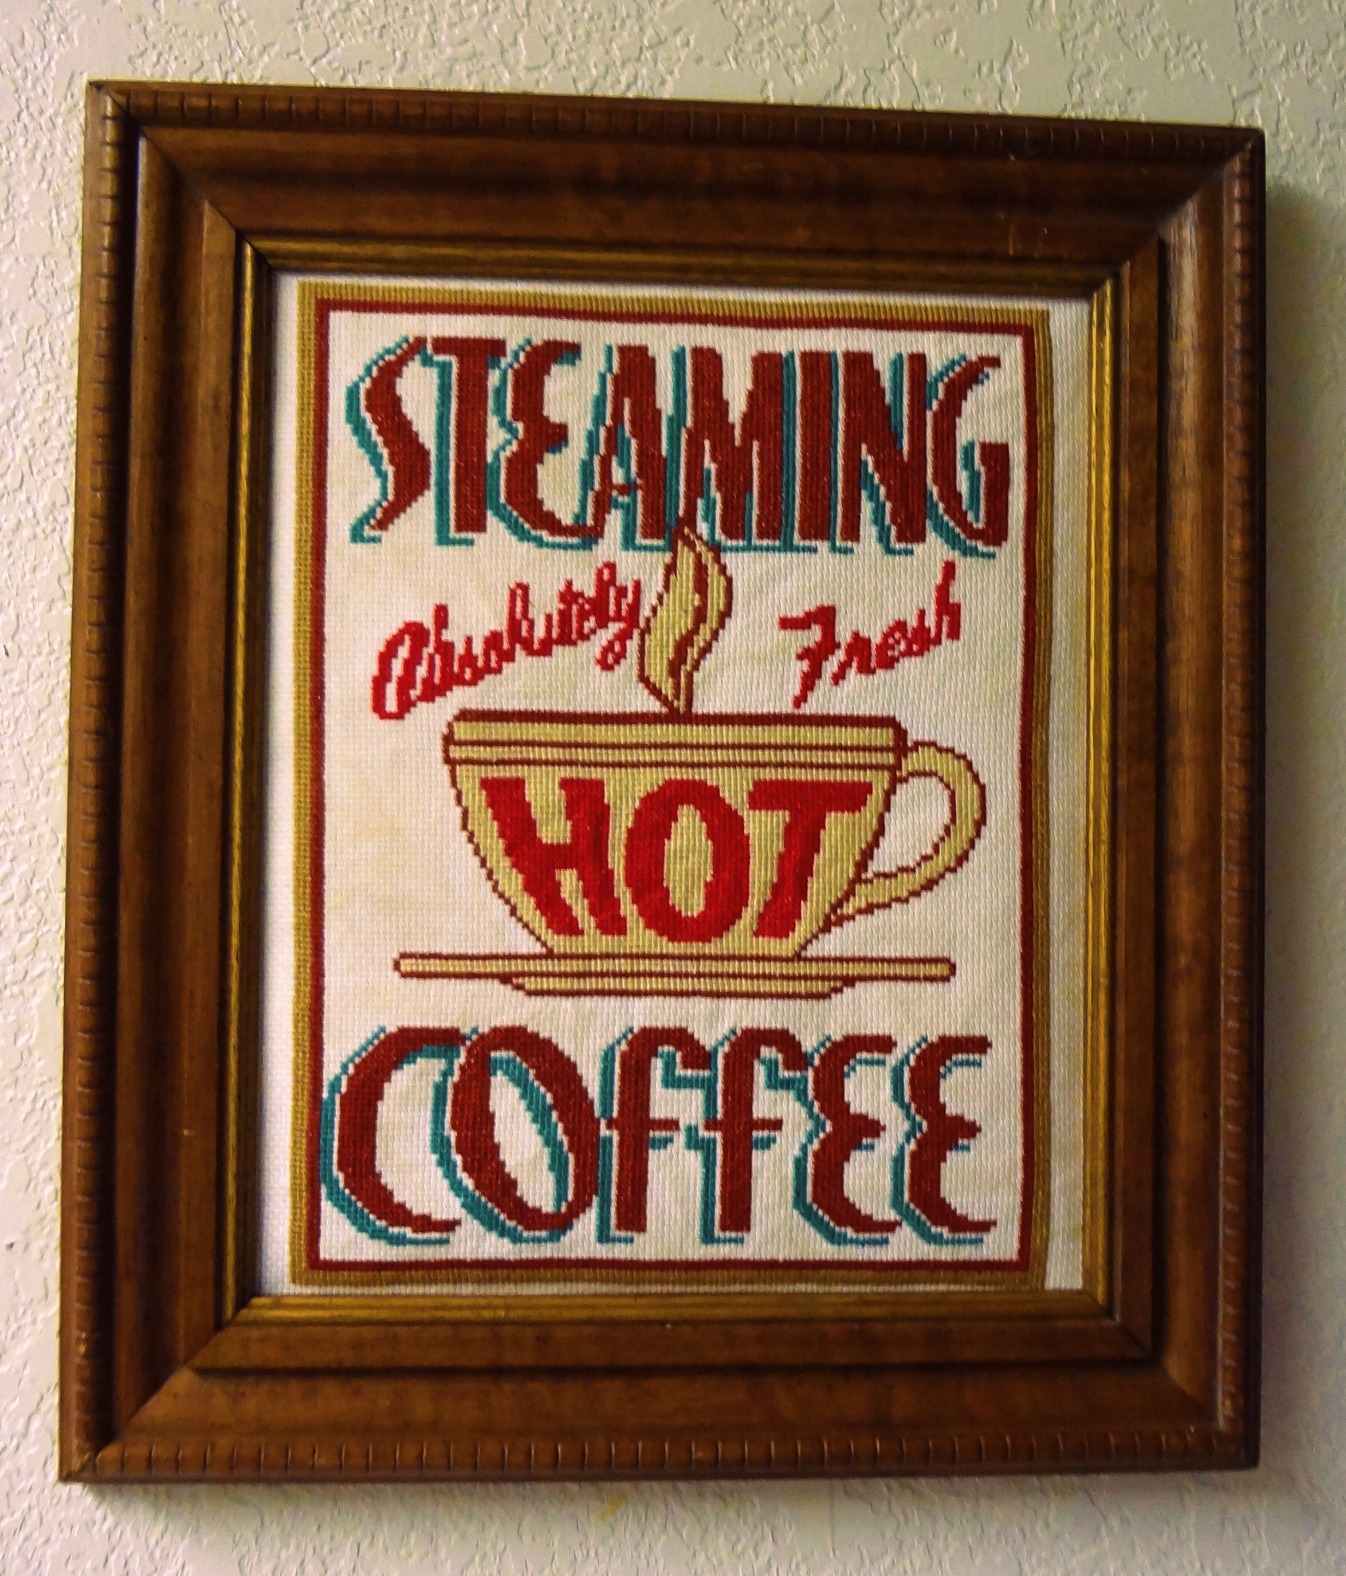 STEAMING
Absolutely Fresh
HOT
COFFEE